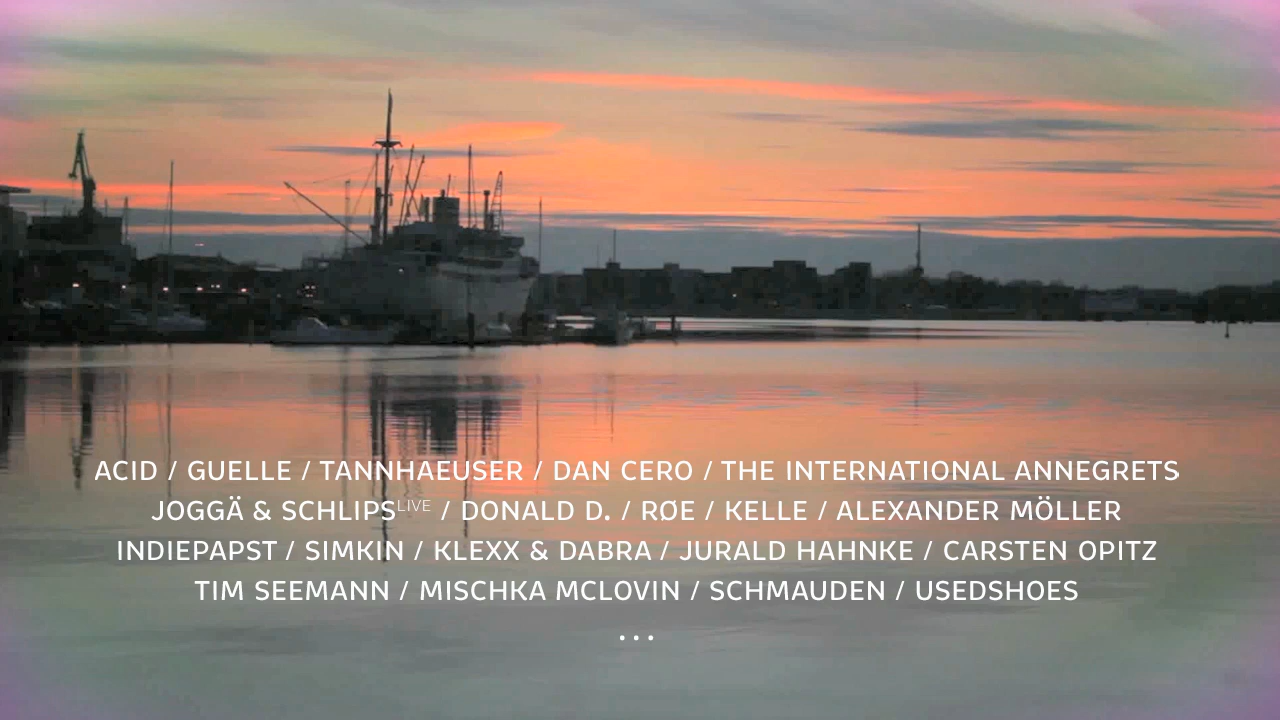 ACID / GUELLE / TANNHAEUSER / DAN CERO / THE INTERNATIONAL ANNEGRETS
JOGGÄ & SCHLIPSLIVE / DONALD D. / RØE / KELLE / ALEXANDER MÖLLER
INDIEPAPST / SIMKIN / KLEXX & DABRA / JURALD HAHNKE / CARSTEN OPITZ
TIM SEEMANN / MISCHKA MCLOVIN / SCHMAUDEN / USEDSHOES
...